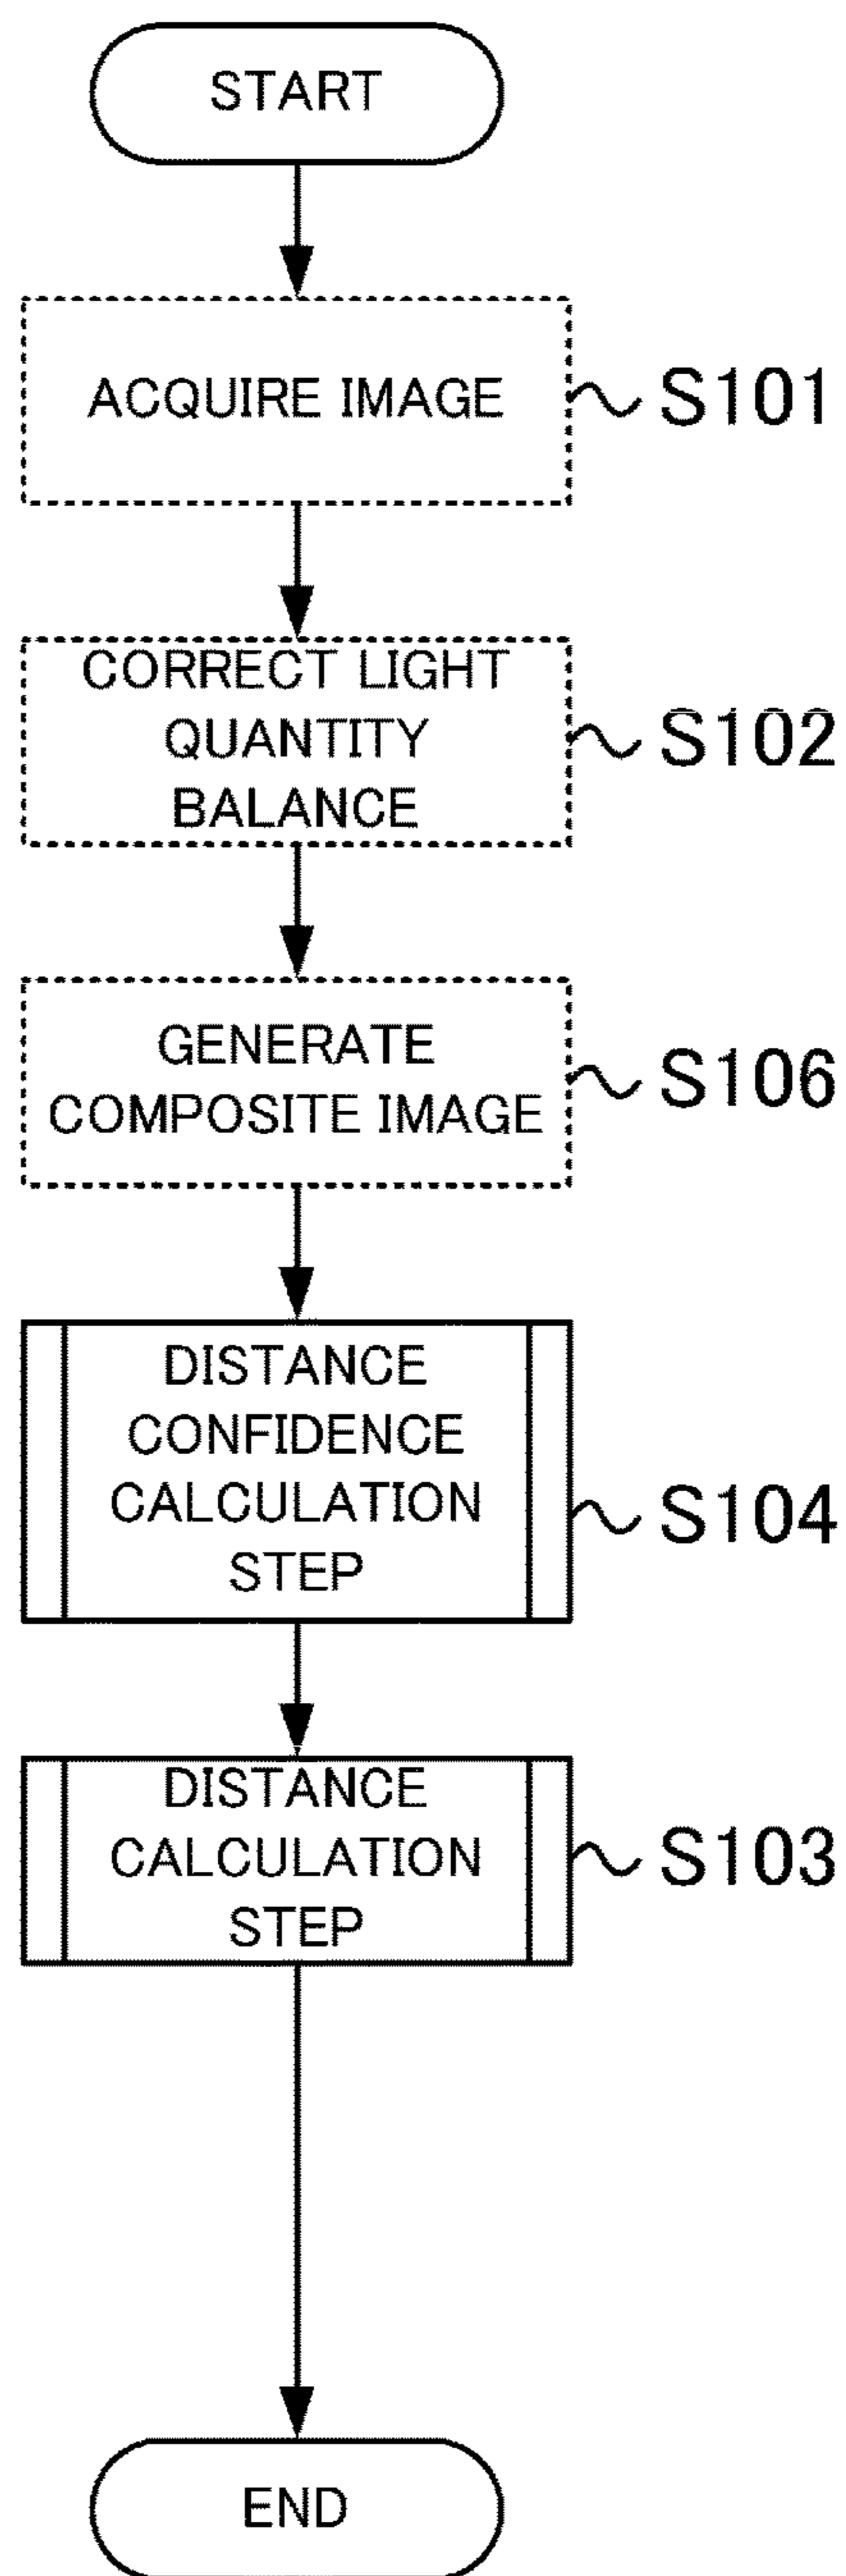 START
ACQUIRE IMAGE
S101
CORRECT LIGHT
QUANTITY
BALANCE
S102
GENERATE
COMPOSITE IMAGE
S106
DISTANCE
CONFIDENCE
CALCULATION
STEP
S104
DISTANCE
CALCULATION
STEP
S103
END